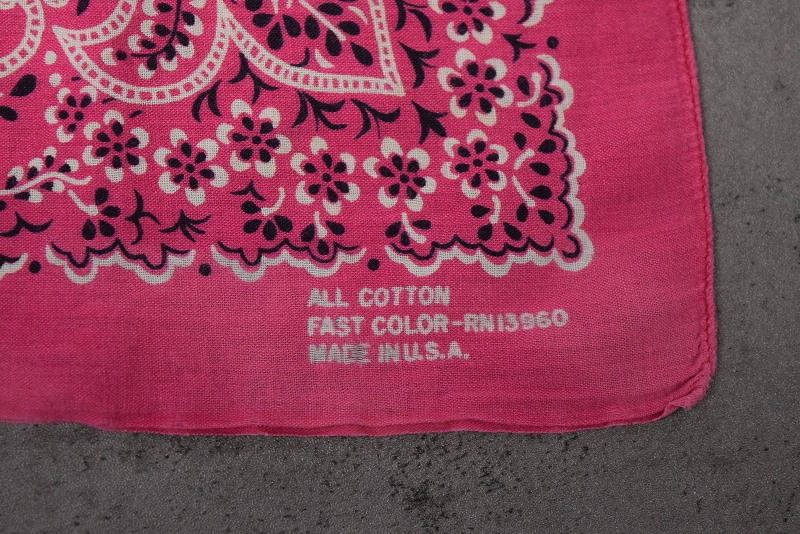 ALL COTTON
FAST COLOR-RN13960
MADE IN U.S.A.